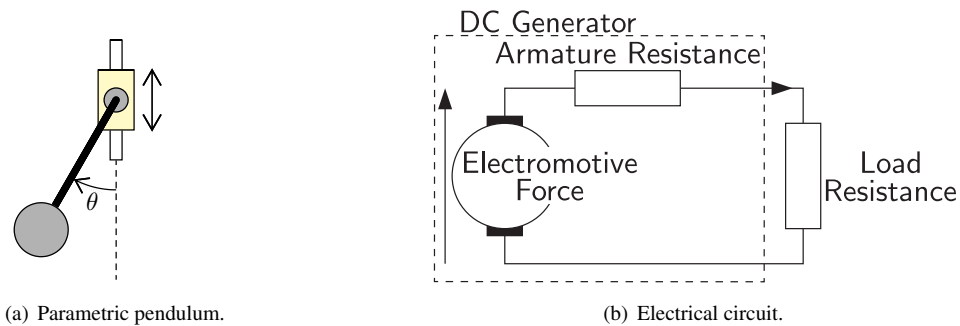 DC Generator
Armature Resistance
Electromotive
Force
Load
Resistance
θ
(a) Parametric pendulum.
(b) Electrical circuit.